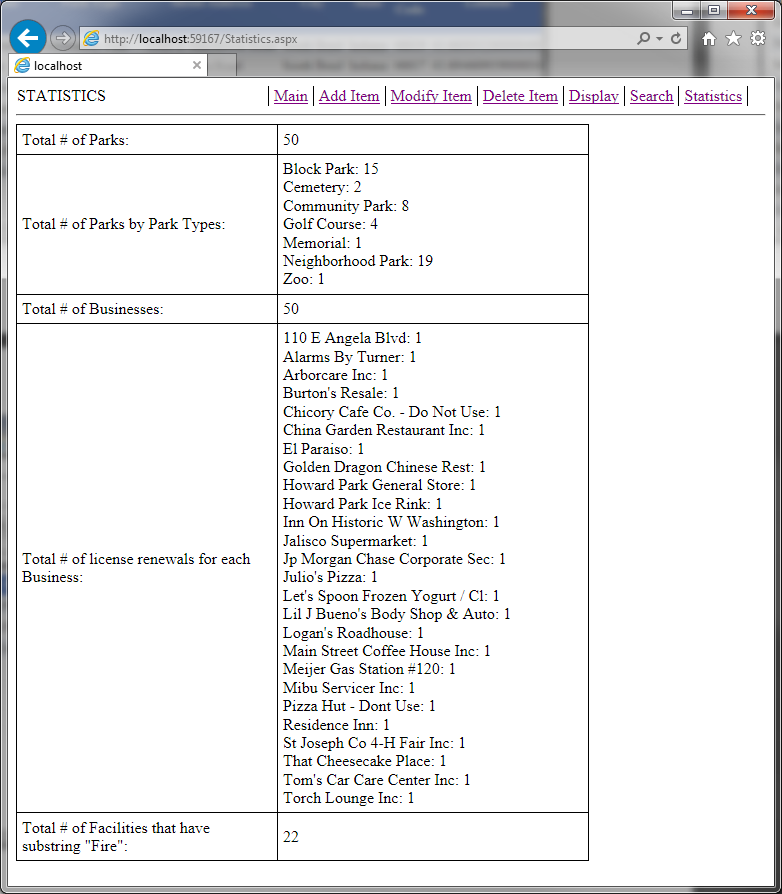 http://localhost:59167/Statistics.aspx
localhost
STATISTICS
Main | Add Item | Modify Item | Delete Item | Display | Search | Statistics |
Total # of Parks:
50
Total # of Parks by Park Types:
Block Park: 15
Cemetery: 2
Community Park: 8
Golf Course: 4
Memorial: 1
Neighborhood Park: 19
Zoo: 1
Total # of Businesses:
50
Total # of license renewals for each
Business:
110 E Angela Blvd: 1
Alarms By Turner: 1
Arborcare Inc: 1
Burton's Resale: 1
Chicory Cafe Co. - Do Not Use: 1
China Garden Restaurant Inc: 1
El Paraiso: 1
Golden Dragon Chinese Rest: 1
Howard Park General Store: 1
Howard Park Ice Rink: 1
Inn On Historic W Washington: 1
Jalisco Supermarket: 1
Jp Morgan Chase Corporate Sec: 1
Julio's Pizza: 1
Let's Spoon Frozen Yogurt / Cl: 1
Lil J Bueno's Body Shop & Auto: 1
Logan's Roadhouse: 1
Main Street Coffee House Inc: 1
Meijer Gas Station #120: 1
Mibu Servicer Inc: 1
Pizza Hut - Dont Use: 1
Residence Inn: 1
St Joseph Co 4-H Fair Inc: 1
That Cheesecake Place: 1
Tom's Car Care Center Inc: 1
Torch Lounge Inc: 1
Total # of Facilities that have
substring "Fire":
22